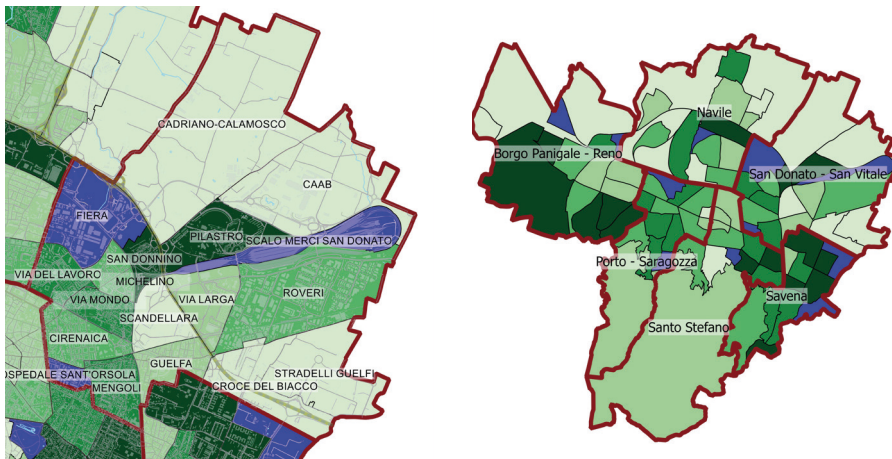 CADRIANO-CALAMOSCO
CAAB
FIERA
PILASTRO
SCALO MERCI SAN DONATO
SAN DONNINO
VIA DEL LAVORO
MICHELINO
ROVERI
VIA MONDO
VIA LARGA
SCANDELLARA
CIRENAICA
GUELFA
OSPEDALE SANT'ORSOLA
STRADELLI GUELFI
MENGOLI
CROCE DEL BIACCO
Navile
Borgo Panigale - Reno
San Donato - San Vitale
Porto - Saragozza
Savena
Santo Stefano